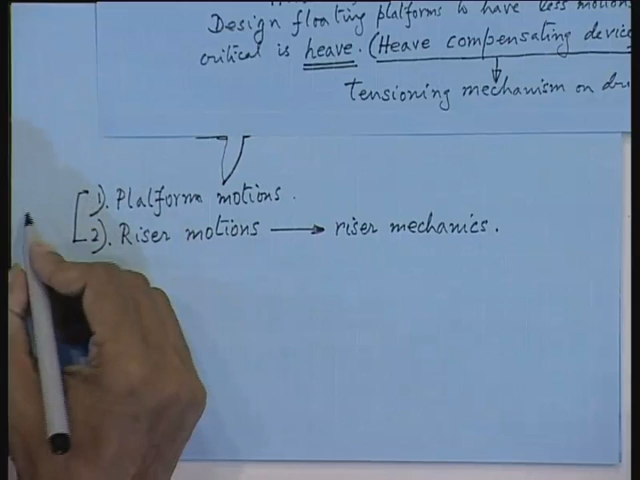 Design floating platforms to have less motion
critical is heave. (Heave compensating devic
Tensioning mechanism on
1). Platform motions.
2). Riser motions → riser mechanics.